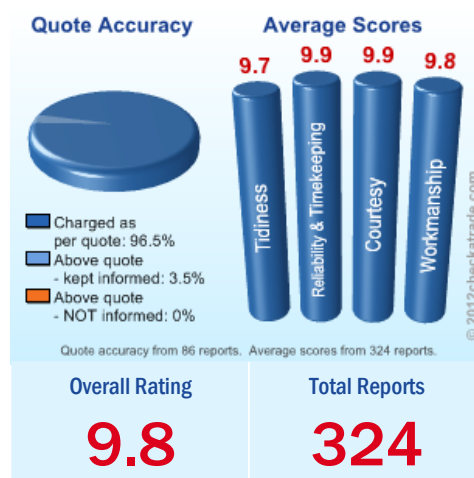 Quote Accuracy
Charged as
per quote: 96.5%
Above quote
- kept informed: 3.5%
Above quote
- NOT informed: 0%
Average Scores
9.7
9.9
9.9
9.8
Tidiness
Reliability & Timekeeping
Courtesy
Workmanship
© 2012checkatrade.com
Quote accuracy from 86 reports. Average scores from 324 reports.
Overall Rating
9.8
Total Reports
324